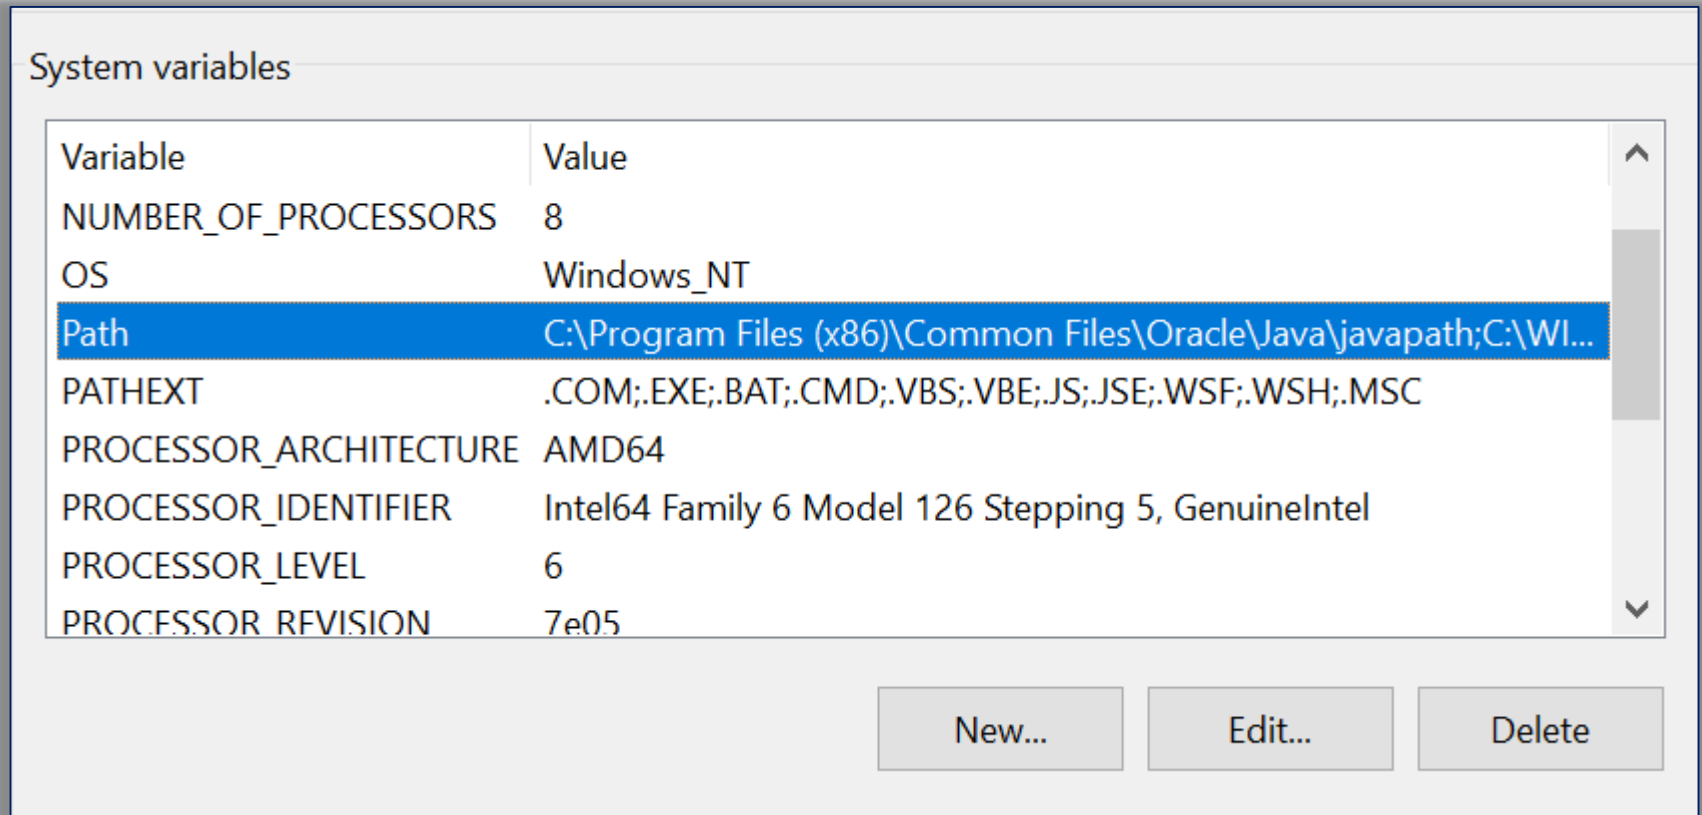 System variables
Variable Value
NUMBER_OF_PROCESSORS 8
OS Windows_NT
Path C:\Program Files (x86)\Common Files\Oracle\Java\javapath;C:\WI...
PATHEXT .COM;.EXE;.BAT;.CMD;.VBS;.VBE;.JS;.JSE;.WSF;.WSH;.MSC
PROCESSOR_ARCHITECTURE AMD64
PROCESSOR_IDENTIFIER Intel64 Family 6 Model 126 Stepping 5, GenuineIntel
PROCESSOR_LEVEL 6
PROCESSOR_REVISION 7e05
New... Edit... Delete